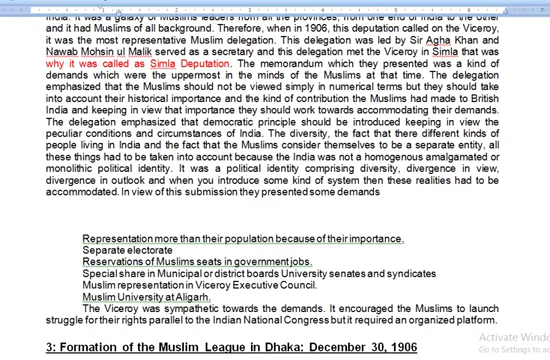 India. It was a galaxy of Muslims leaders from all the provinces, from one end of India to the other
and it had Muslims of all background. Therefore, when in 1906, this deputation called on the Viceroy,
it was the most representative Muslim delegation. This delegation was led by Sir Agha Khan and
Nawab Mohsin ul Malik served as a secretary and this delegation met the Viceroy in Simla that was
why it was called as Simla Deputation. The memorandum which they presented was a kind of
demands which were the uppermost in the minds of the Muslims at that time. The delegation
emphasized that the Muslims should not be viewed simply in numerical terms but they should take
into account their historical importance and the kind of contribution the Muslims had made to British
India and keeping in view that importance they should work towards accommodating their demands.
The delegation emphasized that democratic principle should be introduced keeping in view the
peculiar conditions and circumstances of India. The diversity, the fact that there different kinds of
people living in India and the fact that the Muslims consider themselves to be a separate entity, all
these things had to be taken into account because the India was not a homogenous amalgamated or
monolithic political identity. It was a political identity comprising diversity, divergence in view,
divergence in outlook and when you introduce some kind of system then these realities had to be
accommodated. In view of this submission they presented some demands
Representation more than their population because of their importance.
Separate electorate
Reservations of Muslims seats in government jobs.
Special share in Municipal or district boards University senates and syndicates
Muslim representation in Viceroy Executive Council.
Muslim University at Aligarh.
The Viceroy was sympathetic towards the demands. It encouraged the Muslims to launch
struggle for their rights parallel to the Indian National Congress but it required an organized platform.
Activate Windo
Go to Settings to ac
3: Formation of the Muslim League in Dhaka: December 30, 1906